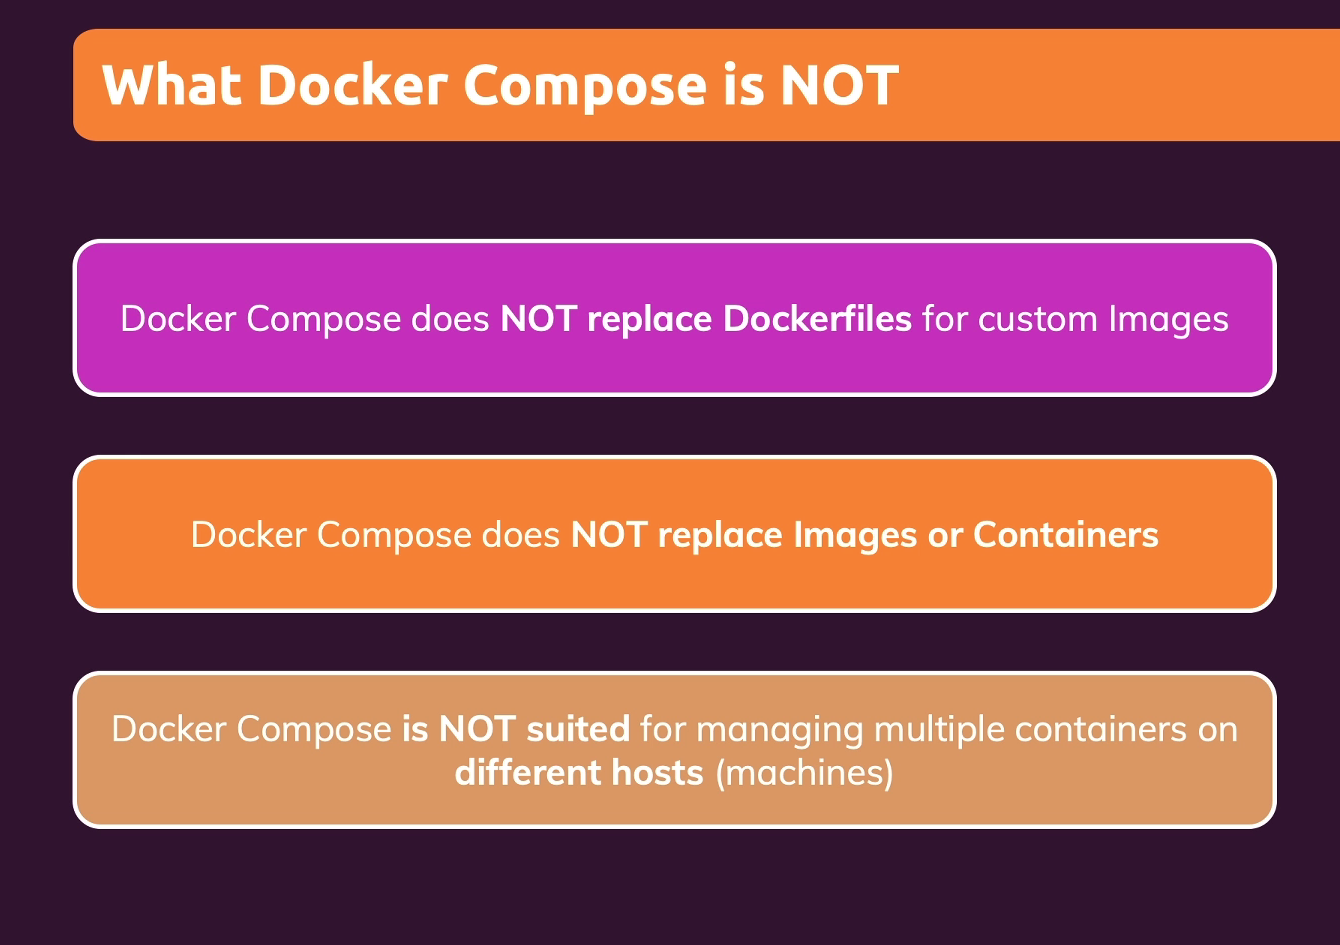 What Docker Compose is NOT
Docker Compose does NOT replace Dockerfiles for custom Images
Docker Compose does NOT replace Images or Containers
Docker Compose is NOT suited for managing multiple containers on
different hosts (machines)